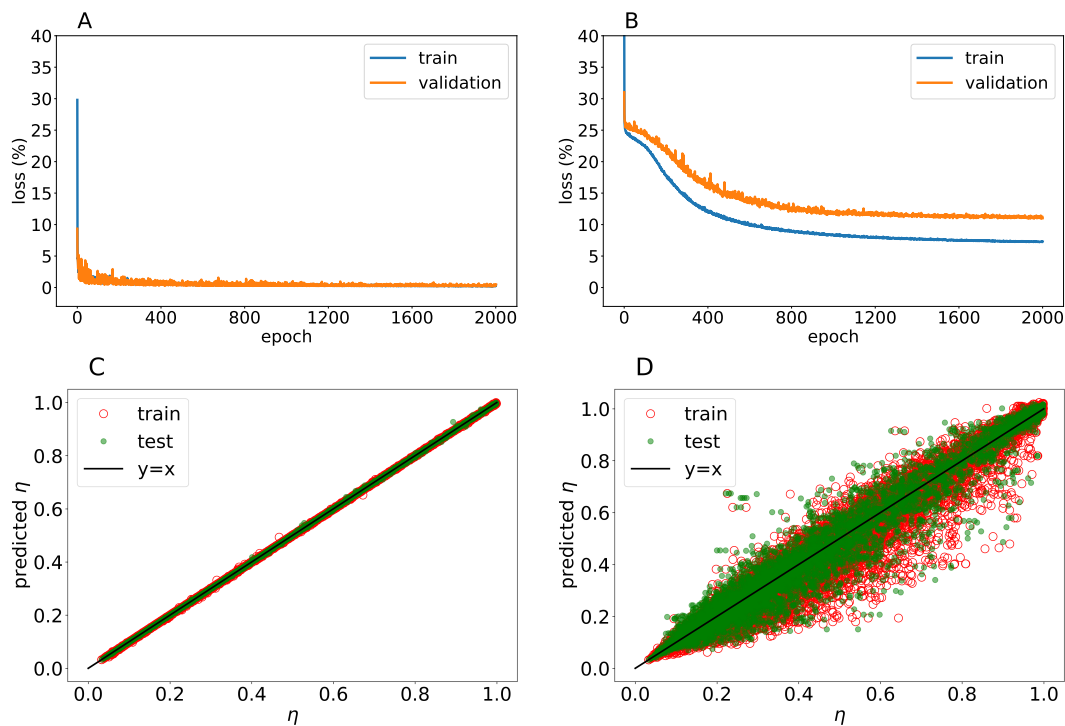 A
40
35
30
25
20
15
10
5
0
loss (%)
train
validation
0 400 800 1200 1600 2000
epoch
B
40
35
30
25
20
15
10
5
0
loss (%)
train
validation
0 400 800 1200 1600 2000
epoch
C
1.0
0.8
0.6
0.4
0.2
0.0
predicted η
train
test
y=x
0.0 0.2 0.4 0.6 0.8 1.0
η
D
1.0
0.8
0.6
0.4
0.2
0.0
predicted η
train
test
y=x
0.0 0.2 0.4 0.6 0.8 1.0
η